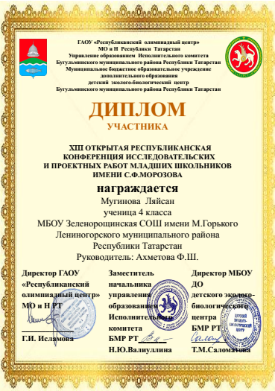 ГАОУ «Республиканский олимпиадный центр»
МО и Н Республики Татарстан
Управление образования Исполнительного комитета
Бугульминского муниципального района Республики Татарстан
Муниципальное бюджетное образовательное учреждение
дополнительного образования
детский эколого-биологический центр
Бугульминского муниципального района Республики Татарстан
ДИПЛОМ
УЧАСТНИКА
XIII ОТКРЫТАЯ РЕСПУБЛИКАНСКАЯ
КОНФЕРЕНЦИЯ ИССЛЕДОВАТЕЛЬСКИХ
И ПРОЕКТНЫХ РАБОТ МЛАДШИХ ШКОЛЬНИКОВ
ИМЕНИ С.Ф.МОРОЗОВА
награждается
Мугинова Ляйсан
ученица 4 класса
МБОУ Зеленорощинская СОШ имени М.Горького
Лениногорского муниципального района
Республики Татарстан
Руководитель: Ахметова Ф.Ш.
Директор ГАОУ
«Республиканский
олимпиадный центр»
МО и Н РТ
Г.И. Исламова
Заместитель
начальника
управления
образованием
Исполнительного
комитета
БМР РТ
Н.Ю.Валиуллина
Директор МБОУ
ДО
детского эколого-
биологического
центра
БМР РТ
Т.М.Саломатова